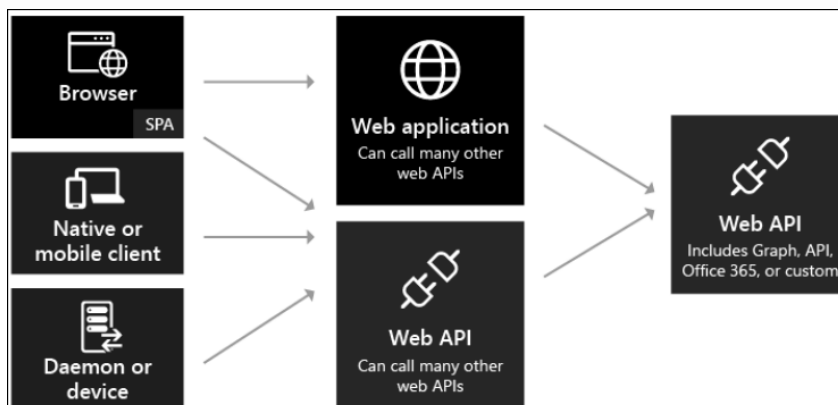 Browser
SPA
Native or
mobile client
Daemon or
device
Web application
Can call many other
web APIs
Web API
Can call many other
web APIs
Web API
Includes Graph, API,
Office 365, or custom